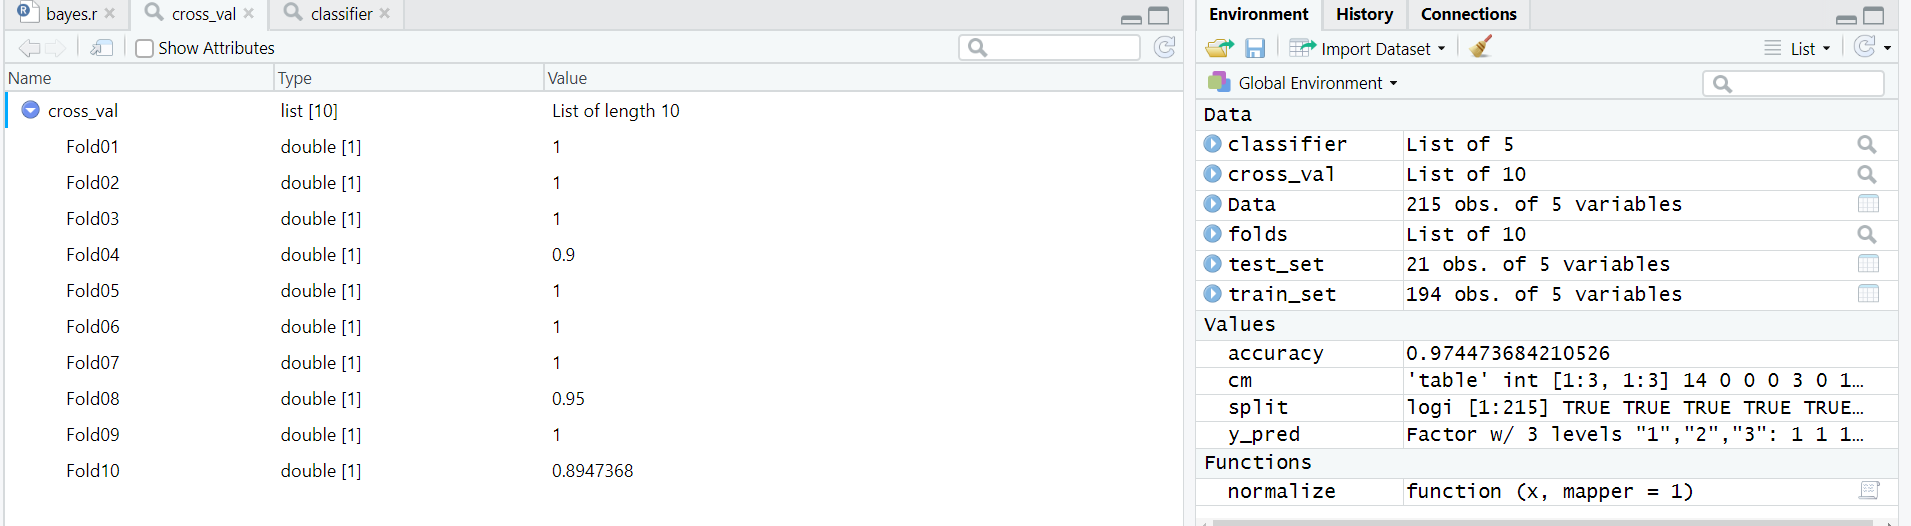 bayes.r cross_val classifier
Show Attributes
Name Type Value
cross_val list [10] List of length 10
Fold01 double [1] 1
Fold02 double [1] 1
Fold03 double [1] 1
Fold04 double [1] 0.9
Fold05 double [1] 1
Fold06 double [1] 1
Fold07 double [1] 1
Fold08 double [1] 0.95
Fold09 double [1] 1
Fold10 double [1] 0.8947368
Environment History Connections
Import Dataset List
Global Environment
Data
classifier List of 5
cross_val List of 10
Data 215 obs. of 5 variables
folds List of 10
test_set 21 obs. of 5 variables
train_set 194 obs. of 5 variables
Values
accuracy 0.974473684210526
cm 'table' int [1:3, 1:3] 14 0 0 0 3 0 1…
split logi [1:215] TRUE TRUE TRUE TRUE TRUE…
y_pred Factor w/ 3 levels "1","2","3": 1 1 1…
Functions
normalize function (x, mapper = 1)